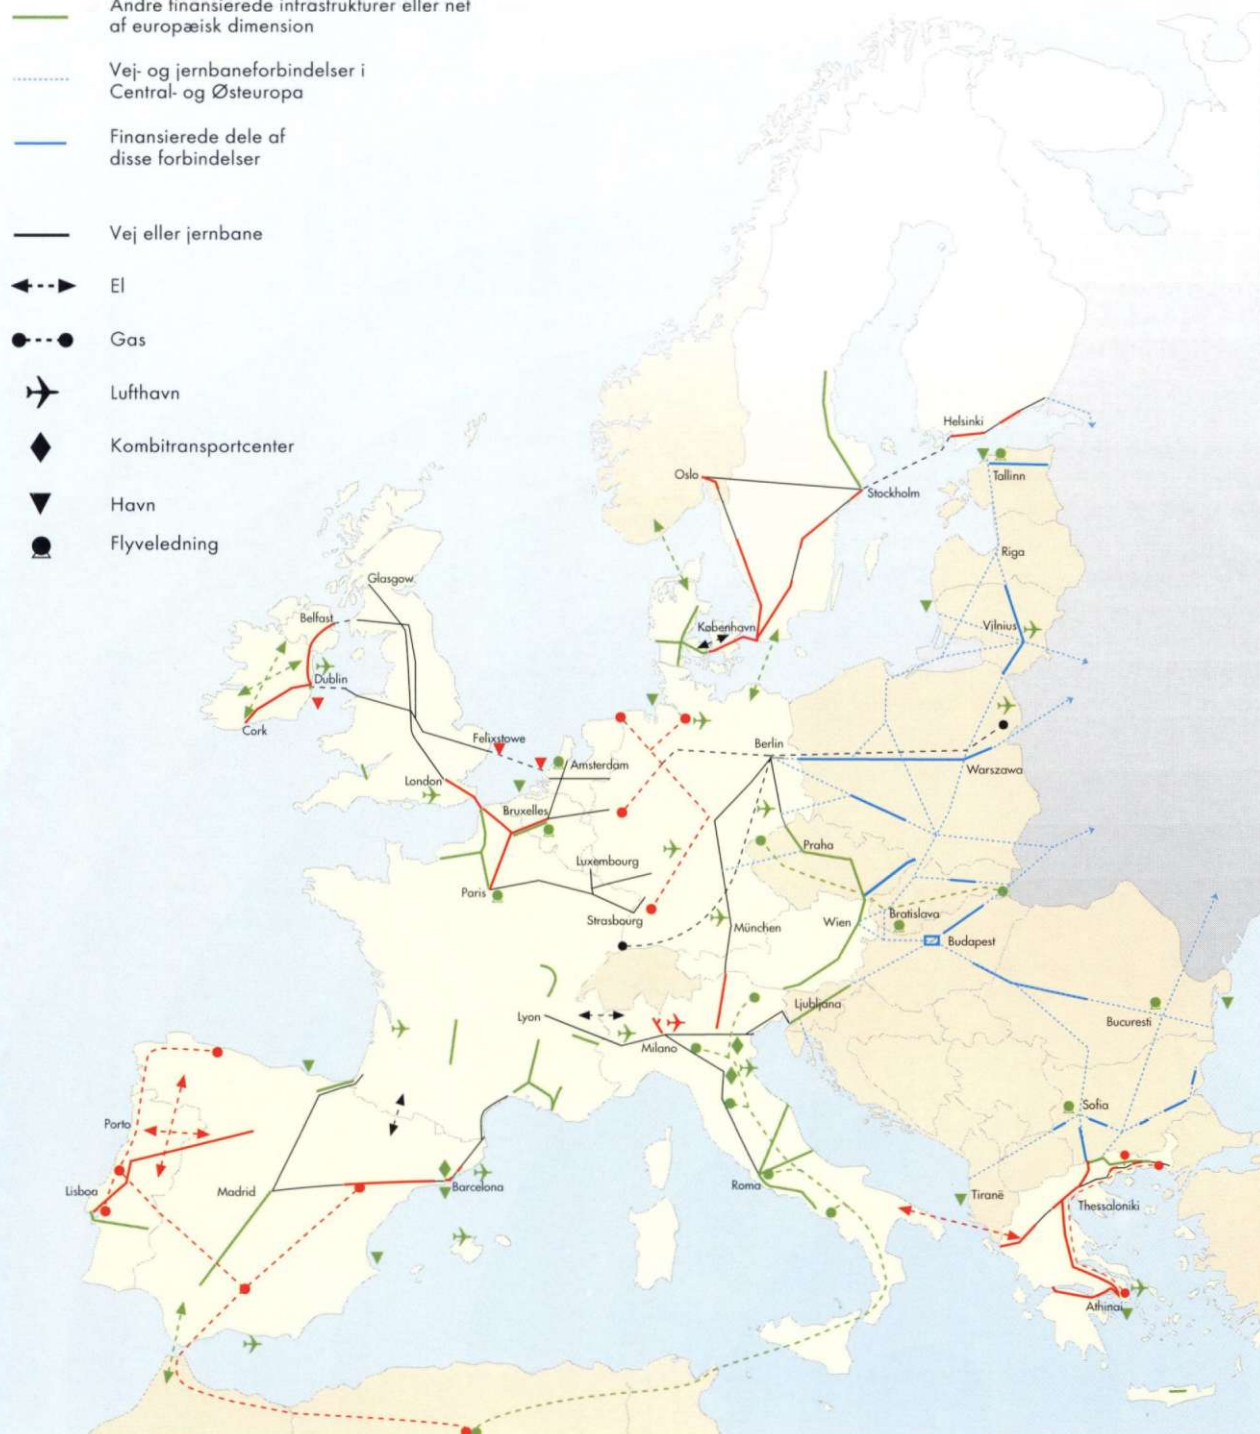 Andre finansierede infrastrukturer eller net
af europæisk dimension
Vej- og jernbaneforbindelser i
Central- og Østeuropa
Finansierede dele af
disse forbindelser
Vej eller jernbane
El
Gas
Lufthavn
Kombitransportcenter
Havn
Flyveledning
Helsinki
Oslo
Tallinn
Stockholm
Riga
Glasgow
Belfast
København
Vilnius
Dublin
Cork
Felixstowe
Berlin
Amsterdam
Warszawa
London
Bruxelles
Praha
Luxembourg
Paris
Strasbourg
Bratislava
Wien
München
Budapest
Ljubljana
Lyon
Bucuresti
Milano
Sofia
Porto
Roma
Barcelona
Madrid
Lisboa
Tiranë
Thessaloniki
Athinai